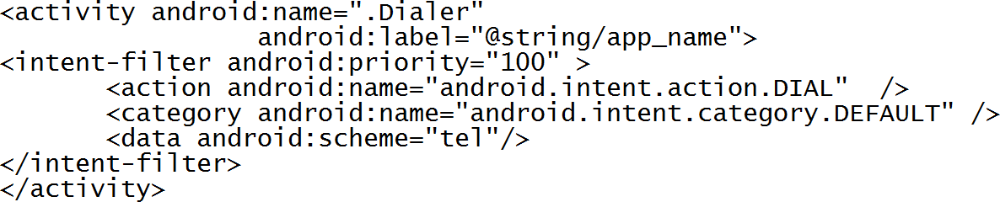 <activity android:name=".Dialer"
android:label="@string/app_name">
<intent-filter android:priority="100" >
<action android:name="android.intent.action.DIAL"  />
<category android:name="android.intent.category.DEFAULT" />
<data android:scheme="tel"/>
</intent-filter>
</activity>